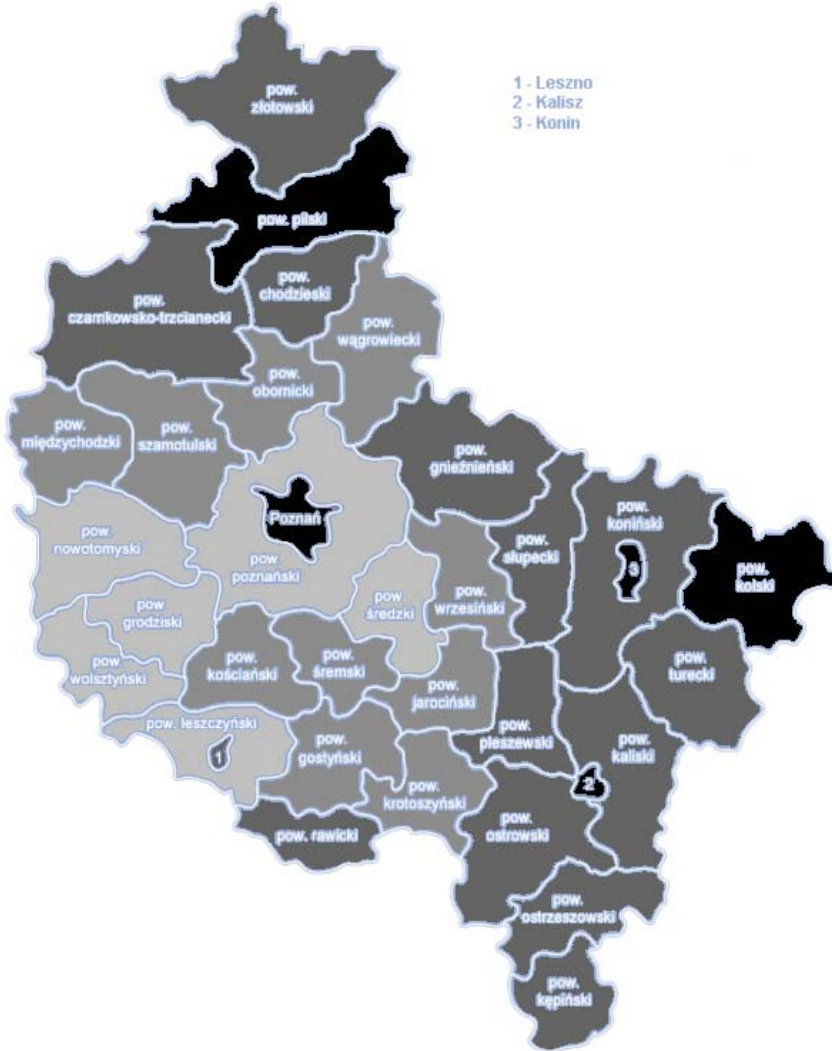 1 - Leszno
2 - Kalisz
3 - Konin
pow.
złotowski
pow. pilski
pow.
chodzieski
pow.
czarnkowsko-trzcianecki
pow.
wągrowiecki
pow.
obornicki
pow.
międzychodzki
pow.
szamotulski
pow.
gnieźnieński
Poznań
pow.
koniński
pow.
nowotomyski
pow.
poznański
pow.
słupecki
3
pow.
kolski
pow.
średzki
pow.
wrzesiński
pow
grodziski
pow
wolsztyński
pow.
kościański
pow.
śremski
pow.
jarociński
pow.
turecki
pow. leszczyński
1
pow.
gostyński
pow.
pleszewski
pow.
kaliski
2
pow.
krotoszyński
pow. rawicki
pow.
ostrowski
pow.
ostrzeszowski
pow.
kępiński